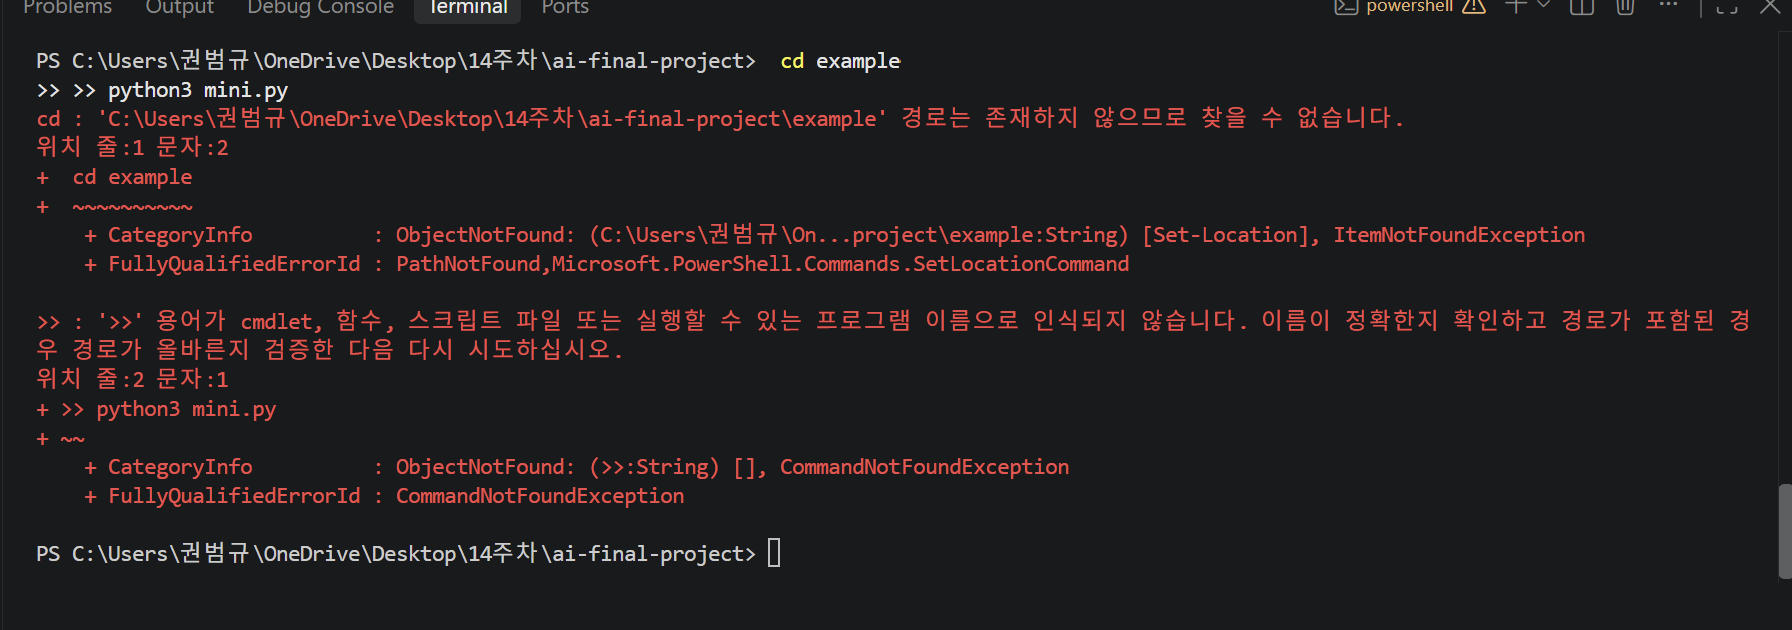 Problems Output Debug Console Terminal Ports powershell
PS C:\Users\권범규\OneDrive\Desktop\14주차\ai-final-project>  cd example
>> >> python3 mini.py
cd : 'C:\Users\권범규\OneDrive\Desktop\14주차\ai-final-project\example' 경로는 존재하지 않으므로 찾을 수 없습니다.
위치 줄:1 문자:2
+  cd example
+  ~~~~~~~~~~
    + CategoryInfo          : ObjectNotFound: (C:\Users\권범규\On...project\example:String) [Set-Location], ItemNotFoundException
    + FullyQualifiedErrorId : PathNotFound,Microsoft.PowerShell.Commands.SetLocationCommand
>> : '>>' 용어가 cmdlet, 함수, 스크립트 파일 또는 실행할 수 있는 프로그램 이름으로 인식되지 않습니다. 이름이 정확한지 확인하고 경로가 포함된 경
우 경로가 올바른지 검증한 다음 다시 시도하십시오.
위치 줄:2 문자:1
+ >> python3 mini.py
+ ~~
    + CategoryInfo          : ObjectNotFound: (>>:String) [], CommandNotFoundException
    + FullyQualifiedErrorId : CommandNotFoundException
PS C:\Users\권범규\OneDrive\Desktop\14주차\ai-final-project>